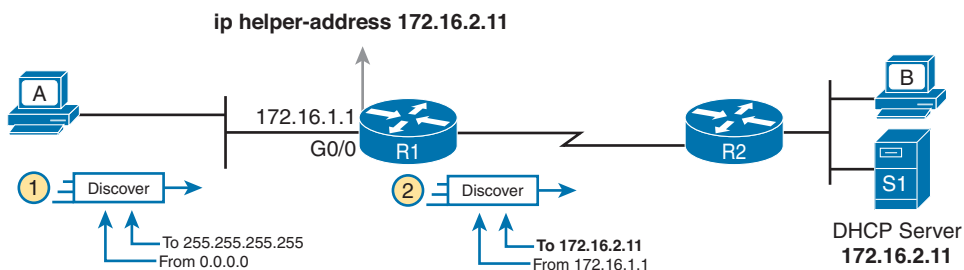 ip helper-address 172.16.2.11
A
172.16.1.1
G0/0
R1
R2
B
S1
1
Discover
2
Discover
To 255.255.255.255
From 0.0.0.0
To 172.16.2.11
From 172.16.1.1
DHCP Server
172.16.2.11